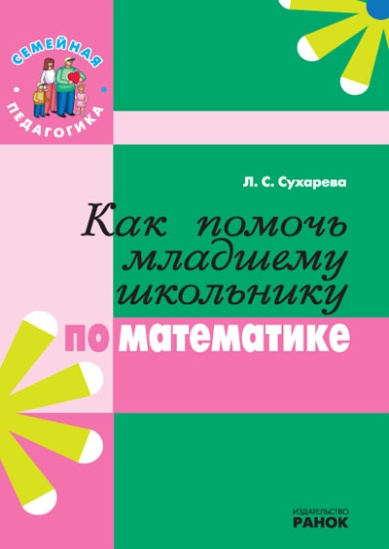 СЕМЕЙНАЯ
ПЕДАГОГИКА
Л. С. Сухарева
Как помочь
младшему
школьнику
по математике
ИЗДАТЕЛЬСТВО
РАНОК